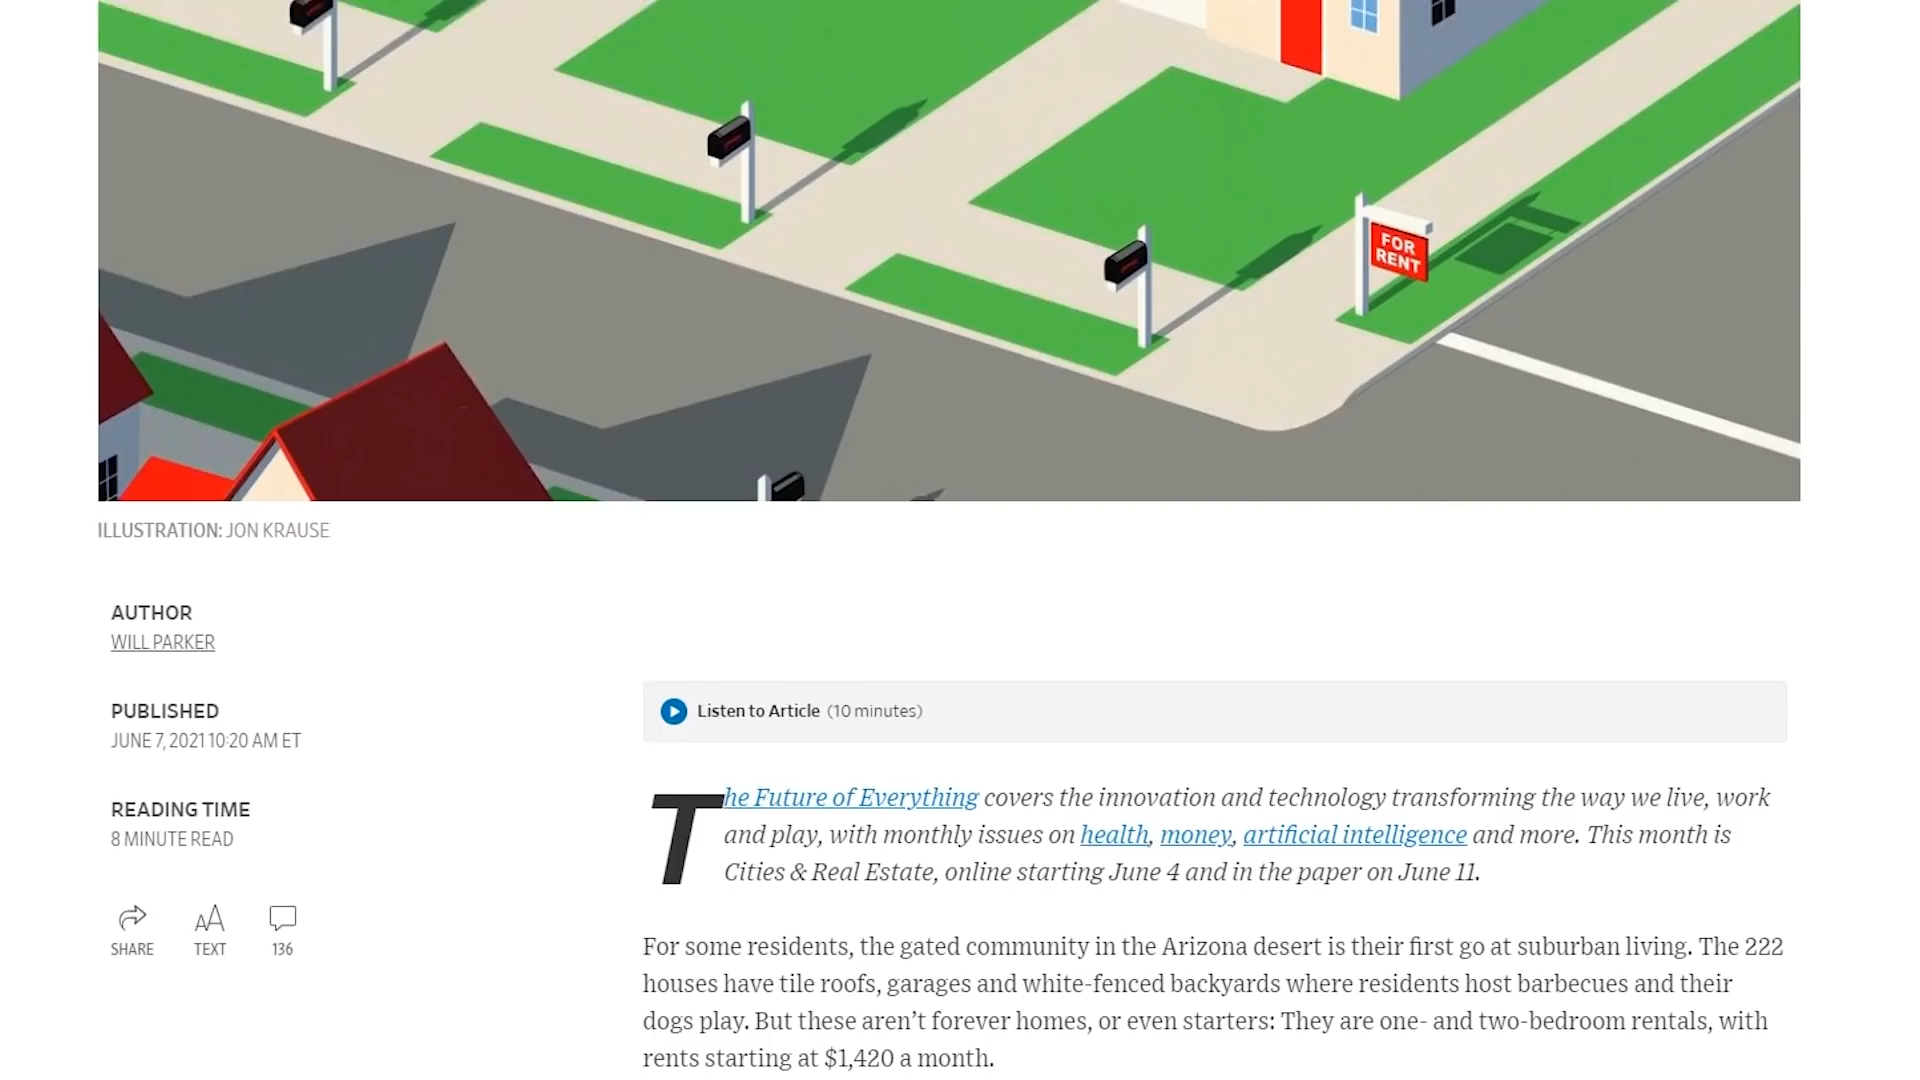 FOR
RENT
ILLUSTRATION: JON KRAUSE
AUTHOR
WILL PARKER
PUBLISHED
JUNE 7, 2021 10:20 AM ET
READING TIME
8 MINUTE READ
SHARE
TEXT
136
Listen to Article (10 minutes)
The Future of Everything covers the innovation and technology transforming the way we live, work
and play, with monthly issues on health, money, artificial intelligence and more. This month is
Cities & Real Estate, online starting June 4 and in the paper on June 11.
For some residents, the gated community in the Arizona desert is their first go at suburban living. The 222
houses have tile roofs, garages and white-fenced backyards where residents host barbecues and their
dogs play. But these aren’t forever homes, or even starters: They are one- and two-bedroom rentals, with
rents starting at $1,420 a month.